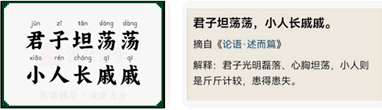 jūn zǐ tǎn dàng dàng
君子坦荡荡
xiǎo rén cháng qī qī
小人长戚戚
君子坦荡荡，小人长戚戚。
摘自《论语·述而篇》
解释：君子光明磊落、心胸坦荡，小人则
是斤斤计较，患得患失。